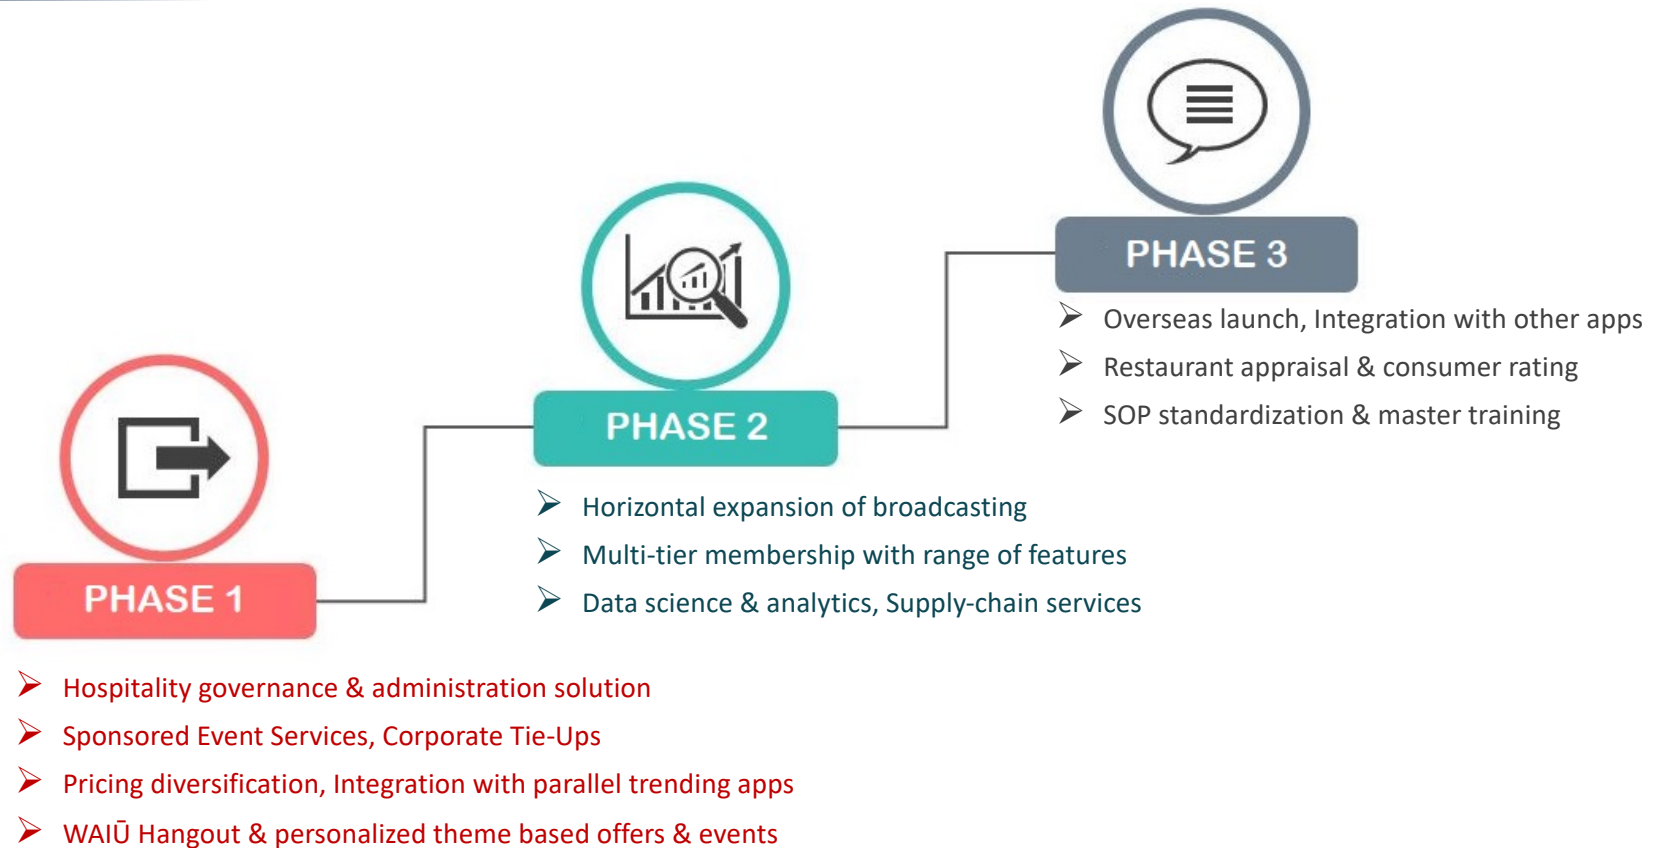 PHASE 1
Hospitality governance & administration solution
Sponsored Event Services, Corporate Tie-Ups
Pricing diversification, Integration with parallel trending apps
WAIŪ Hangout & personalized theme based offers & events
PHASE 2
Horizontal expansion of broadcasting
Multi-tier membership with range of features
Data science & analytics, Supply-chain services
PHASE 3
Overseas launch, Integration with other apps
Restaurant appraisal & consumer rating
SOP standardization & master training